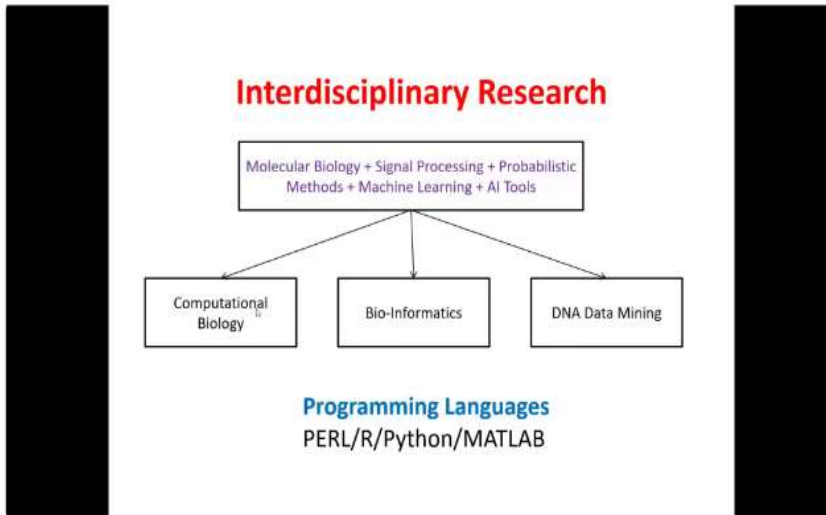 Interdisciplinary Research
Molecular Biology + Signal Processing + Probabilistic
Methods + Machine Learning + AI Tools
Computational
Biology
Bio-Informatics
DNA Data Mining
Programming Languages
PERL/R/Python/MATLAB